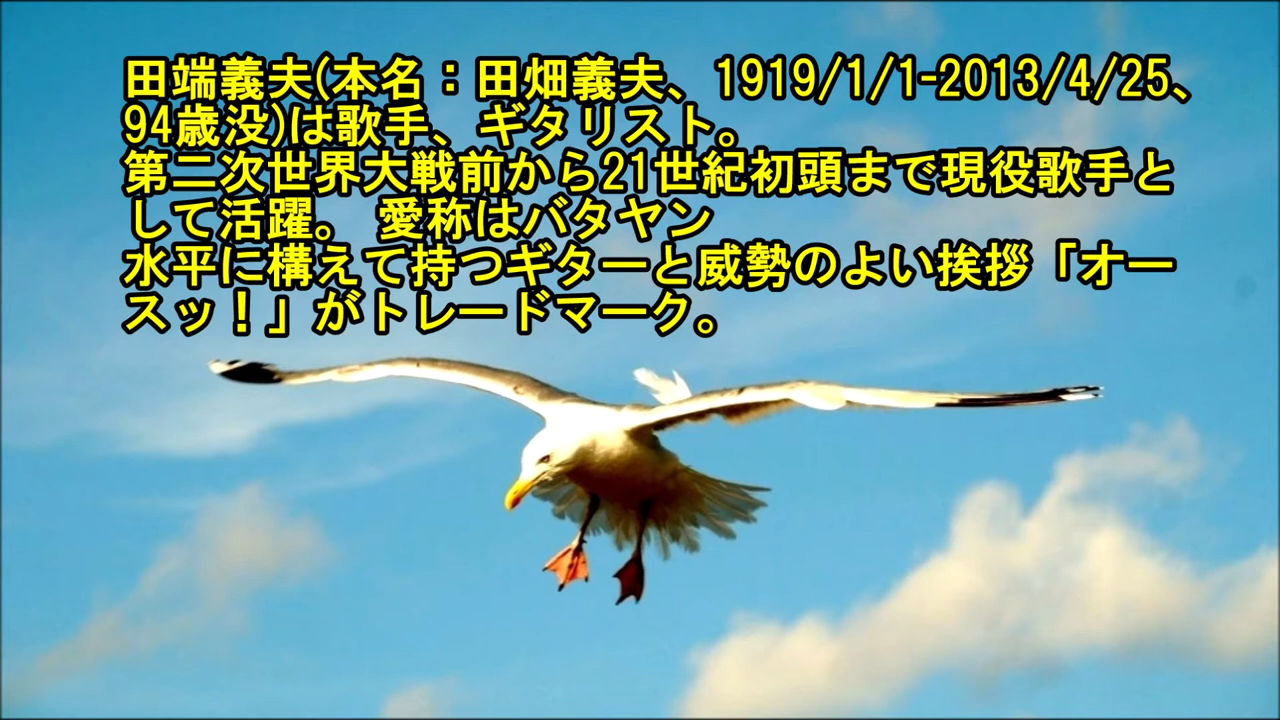 田端義夫(本名：田畑義夫、1919/1/1-2013/4/25、
94歳没)は歌手、ギタリスト。
第二次世界大戦前から21世紀初頭まで現役歌手と
して活躍。 愛称はバタヤン
水平に構えて持つギターと威勢のよい挨拶「オー
スッ！」がトレードマーク。